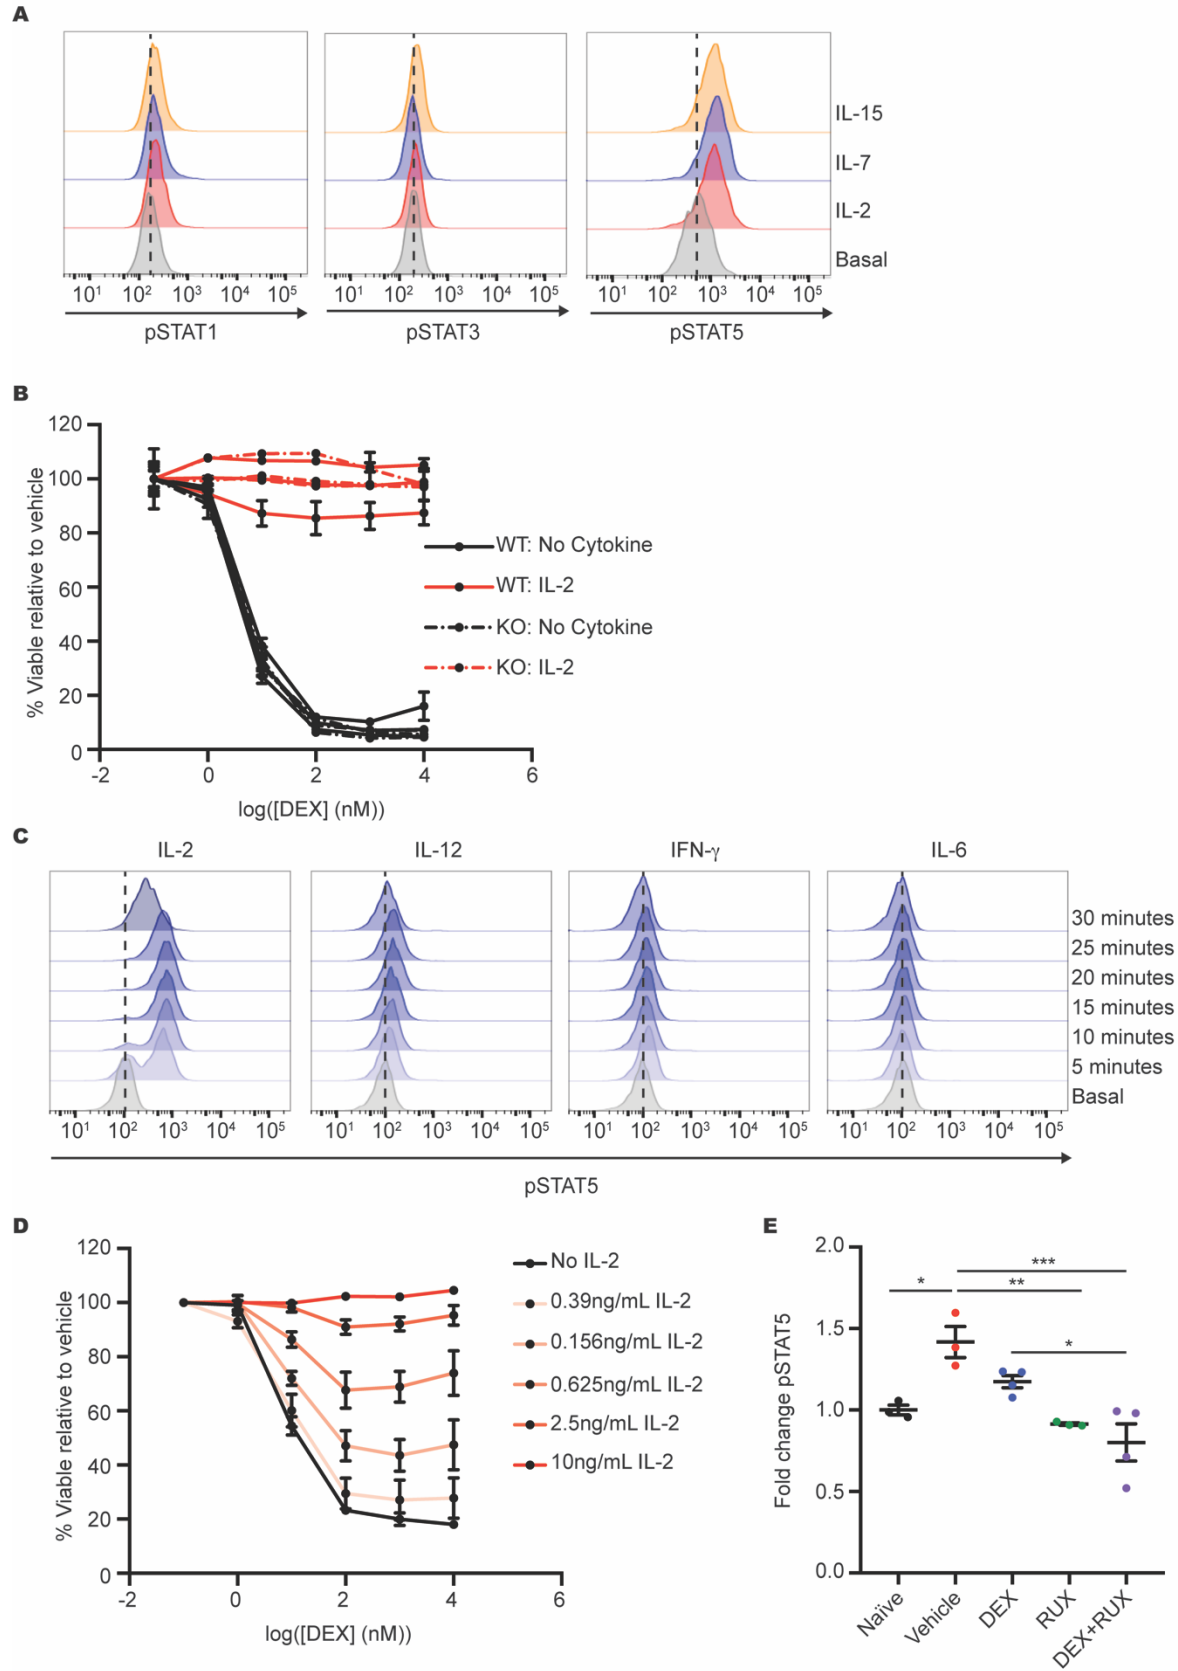 A
IL-15
IL-7
IL-2
Basal
10¹ 10² 10³ 10⁴ 10⁵
10¹ 10² 10³ 10⁴ 10⁵
10¹ 10² 10³ 10⁴ 10⁵
pSTAT1
pSTAT3
pSTAT5
B
120
100
80
60
40
20
0
% Viable relative to vehicle
-2 0 2 4 6
log([DEX] (nM))
WT: No Cytokine
WT: IL-2
KO: No Cytokine
KO: IL-2
C
IL-2
IL-12
IFN-γ
IL-6
30 minutes
25 minutes
20 minutes
15 minutes
10 minutes
5 minutes
Basal
10¹ 10² 10³ 10⁴ 10⁵
10¹ 10² 10³ 10⁴ 10⁵
10¹ 10² 10³ 10⁴ 10⁵
10¹ 10² 10³ 10⁴ 10⁵
pSTAT5
D
120
100
80
60
40
20
0
% Viable relative to vehicle
-2 0 2 4 6
log([DEX] (nM))
No IL-2
0.39ng/mL IL-2
0.156ng/mL IL-2
0.625ng/mL IL-2
2.5ng/mL IL-2
10ng/mL IL-2
E
2.0
1.5
1.0
0.5
0.0
Fold change pSTAT5
*
***
**
*
Naïve
Vehicle
DEX
RUX
DEX+RUX